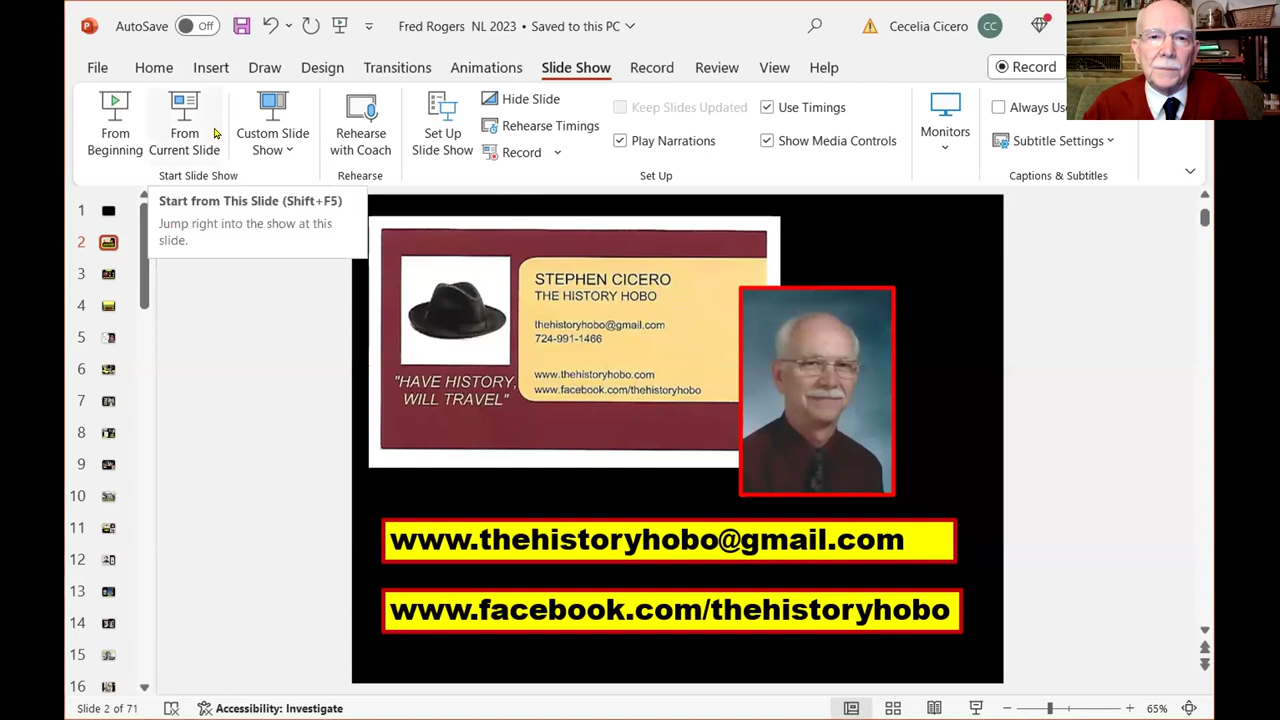 AutoSave Off Fred Rogers NL 2023 • Saved to this PC Cecelia Cicero CC
File Home Insert Draw Design Transitions Animations Slide Show Record Review View Help Record
From Beginning
From Current Slide
Custom Slide Show
Rehearse with Coach
Set Up Slide Show
Hide Slide
Rehearse Timings
Record
Keep Slides Updated
Play Narrations
Use Timings
Show Media Controls
Monitors
Subtitle Settings
Start Slide Show Rehearse Set Up Captions & Subtitles
Start from This Slide (Shift+F5)
Jump right into the show at this
slide.
1
2
3
4
5
6
7
8
9
10
11
12
13
14
15
16
STEPHEN CICERO
THE HISTORY HOBO
thehistoryhobo@gmail.com
724-991-1466
www.thehistoryhobo.com
www.facebook.com/thehistoryhobo
"HAVE HISTORY,
WILL TRAVEL"
www.thehistoryhobo@gmail.com
www.facebook.com/thehistoryhobo
Slide 2 of 71 Accessibility: Investigate 65%